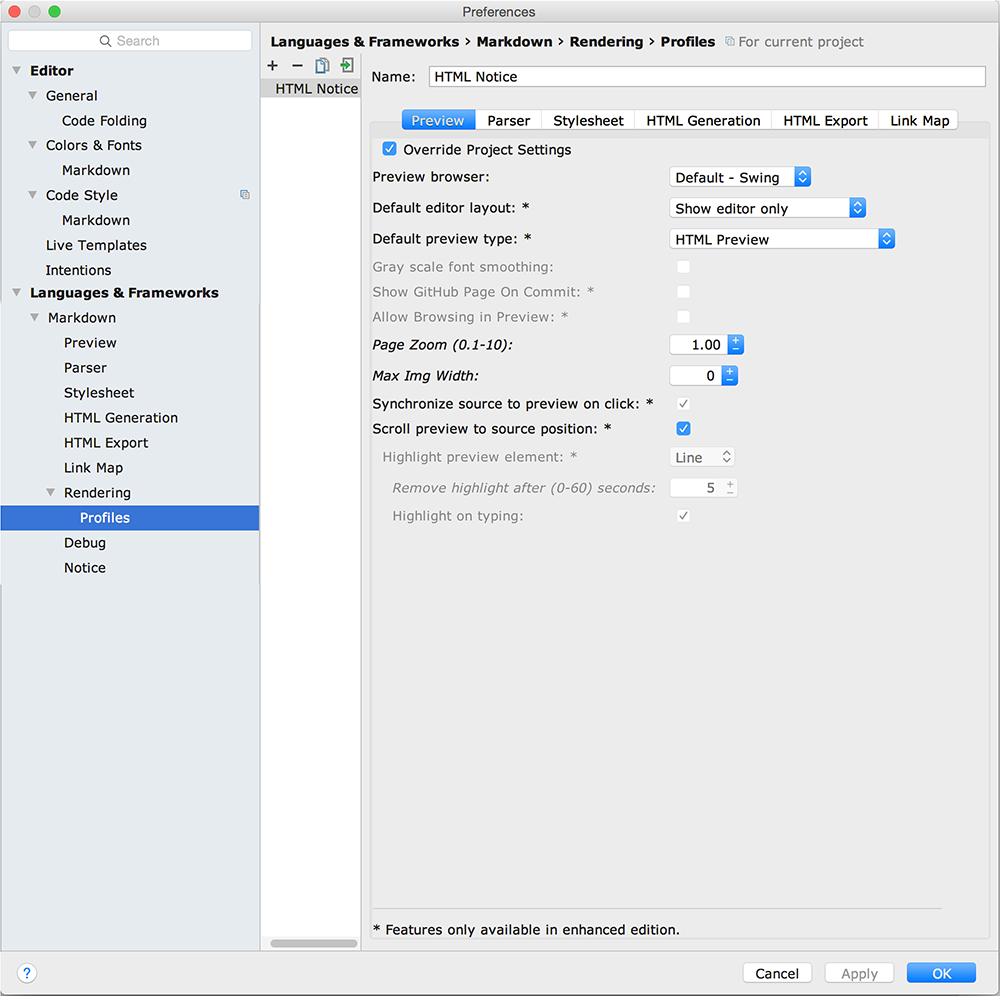 Preferences
Search
Editor
General
Code Folding
Colors & Fonts
Markdown
Code Style
Markdown
Live Templates
Intentions
Languages & Frameworks
Markdown
Preview
Parser
Stylesheet
HTML Generation
HTML Export
Link Map
Rendering
Profiles
Debug
Notice
Languages & Frameworks › Markdown › Rendering › Profiles For current project
HTML Notice
Name: HTML Notice
Preview Parser Stylesheet HTML Generation HTML Export Link Map
Override Project Settings
Preview browser: Default - Swing
Default editor layout: * Show editor only
Default preview type: * HTML Preview
Gray scale font smoothing:
Show GitHub Page On Commit: *
Allow Browsing in Preview: *
Page Zoom (0.1-10): 1.00
Max Img Width: 0
Synchronize source to preview on click: *
Scroll preview to source position: *
Highlight preview element: * Line
Remove highlight after (0-60) seconds: 5
Highlight on typing:
* Features only available in enhanced edition.
? Cancel Apply OK